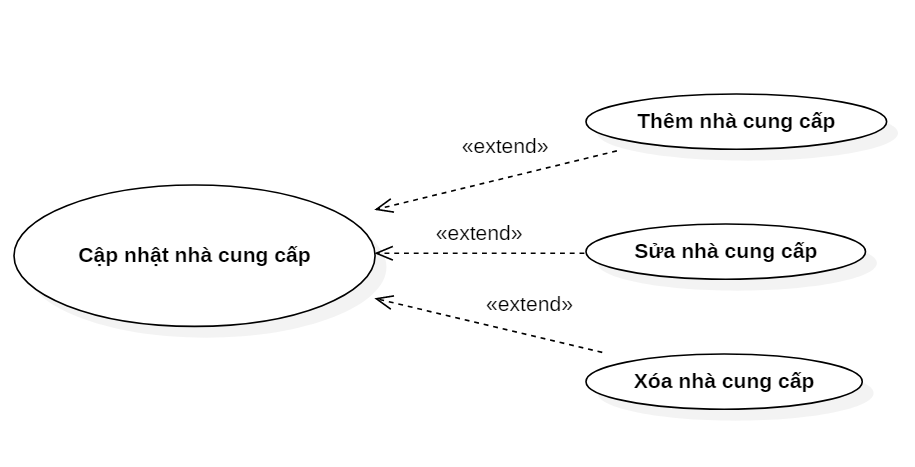 Thêm nhà cung cấp
«extend»
«extend»
Sửa nhà cung cấp
Cập nhật nhà cung cấp
«extend»
Xóa nhà cung cấp